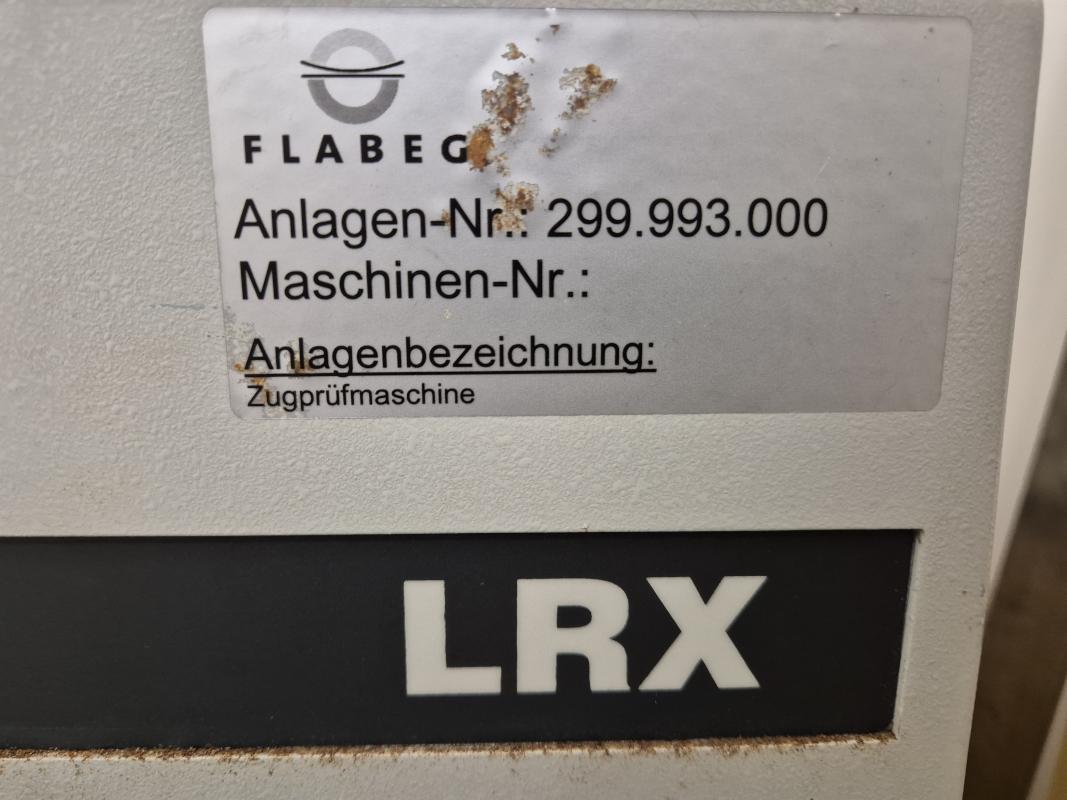 FLABEG
Anlagen-Nr.: 299.993.000
Maschinen-Nr.:
Anlagenbezeichnung:
Zugprüfmaschine
LRX